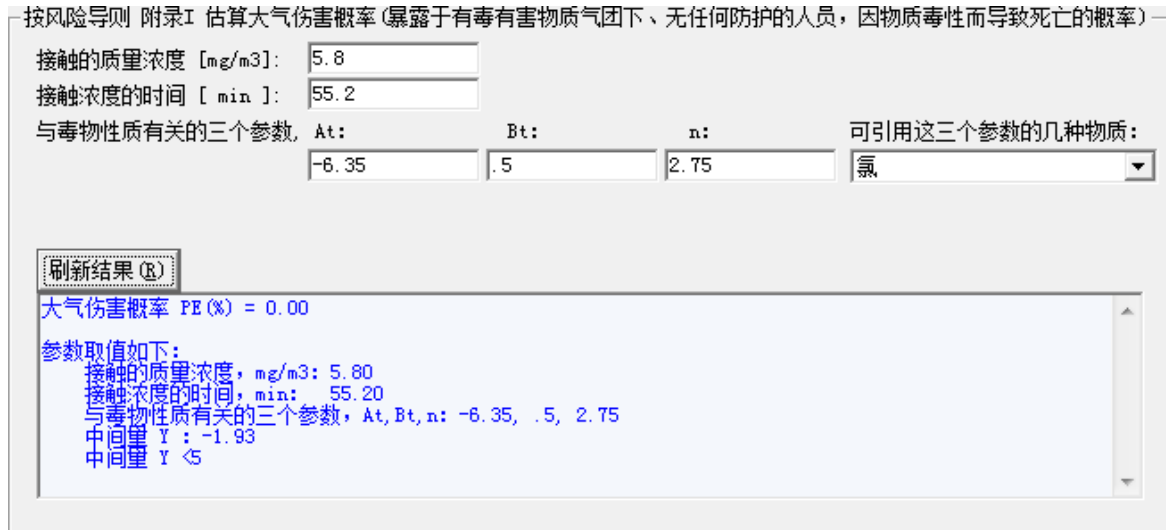 按风险导则 附录I 估算大气伤害概率(暴露于有毒有害物质气团下、无任何防护的人员，因物质毒性而导致死亡的概率)
接触的质量浓度 [mg/m3]: 5.8
接触浓度的时间 [ min ]: 55.2
与毒物性质有关的三个参数, At: Bt: n: 可引用这三个参数的几种物质:
-6.35 .5 2.75 氯
刷新结果(R)
大气伤害概率 PE(%) = 0.00
参数取值如下:
接触的质量浓度，mg/m3: 5.80
接触浓度的时间，min: 55.20
与毒物性质有关的三个参数，At,Bt,n: -6.35, .5, 2.75
中间量 Y : -1.93
中间量 Y <5